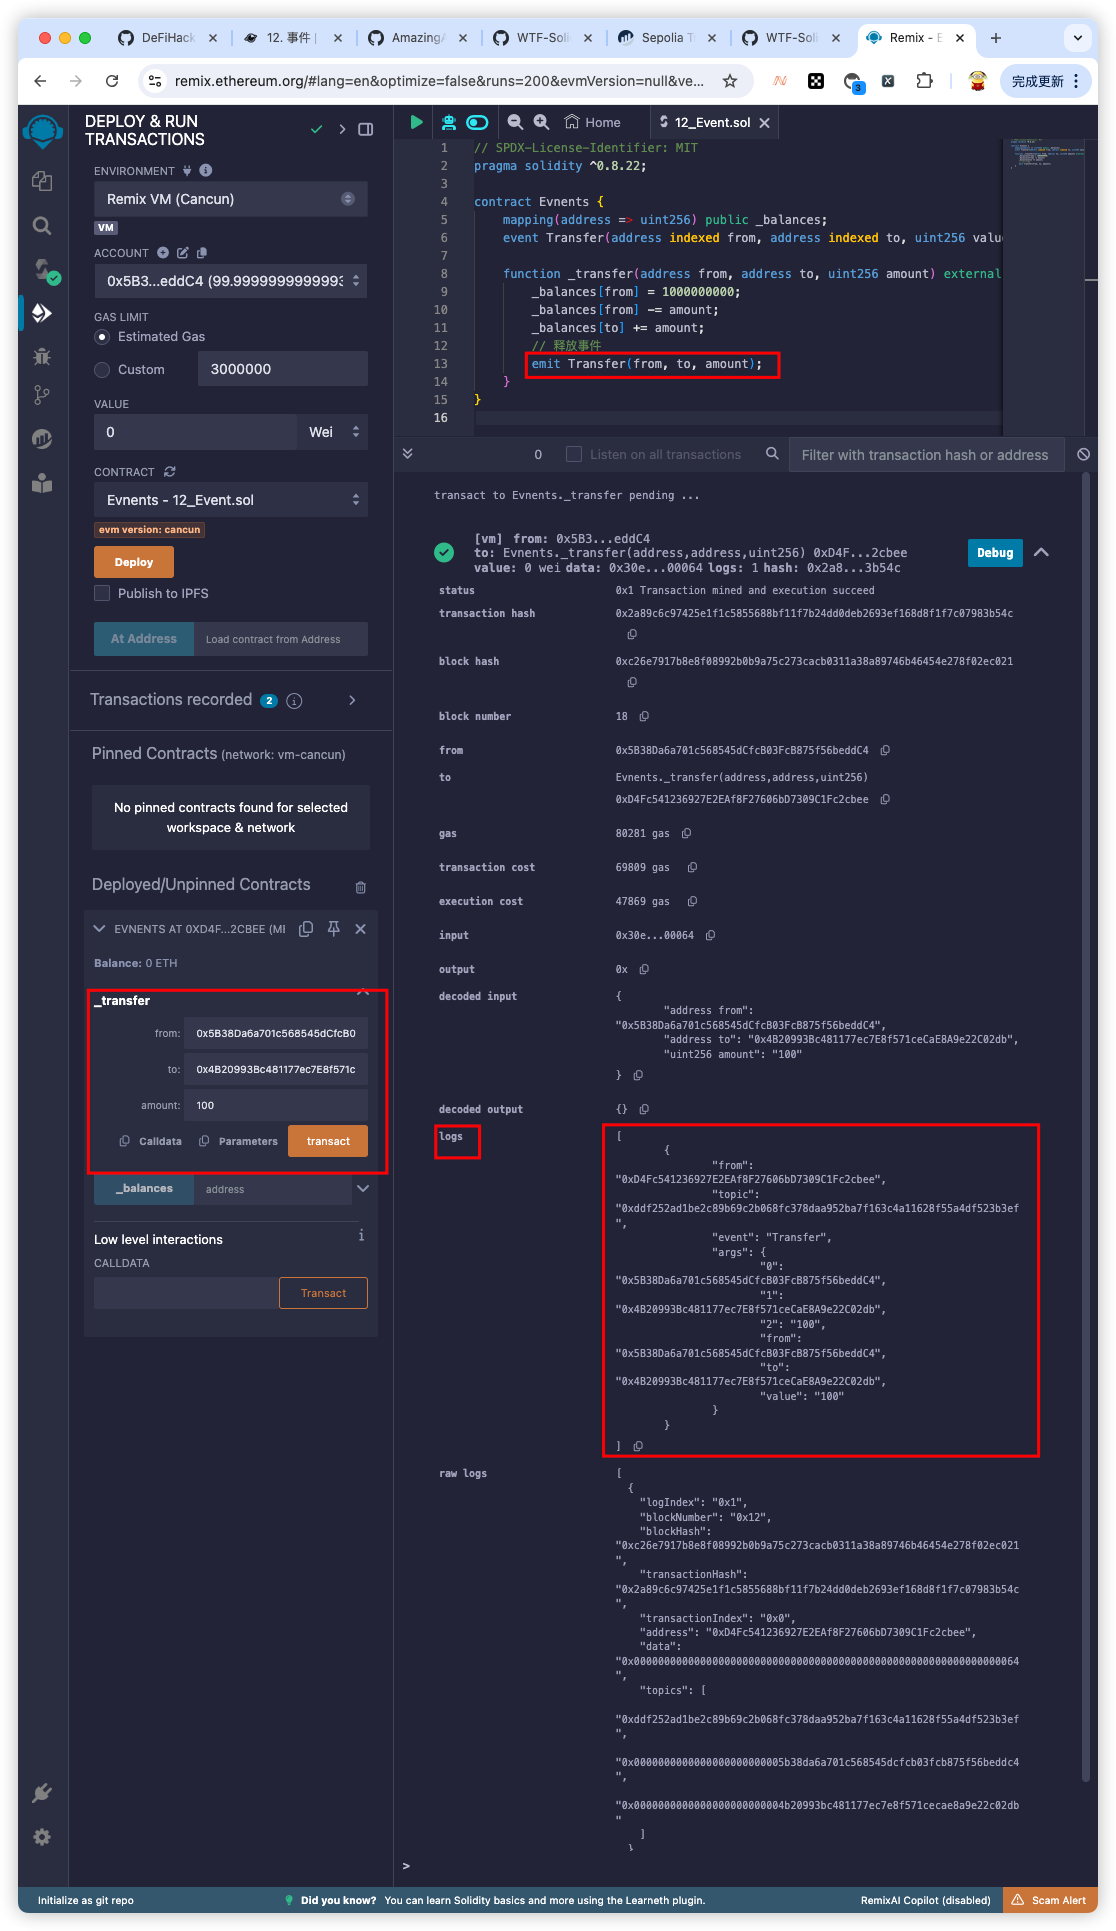 DeFiHack
12. 事件 |
Amazing
WTF-Soli
Sepolia T
WTF-Soli
Remix - E
remix.ethereum.org/#lang=en&optimize=false&runs=200&evmVersion=null&ve...
3
完成更新
DEPLOY & RUN
TRANSACTIONS
ENVIRONMENT
Remix VM (Cancun)
VM
ACCOUNT
0x5B3...eddC4 (99.9999999999993
GAS LIMIT
Estimated Gas
Custom
3000000
VALUE
0
Wei
CONTRACT
Evnents - 12_Event.sol
evm version: cancun
Deploy
Publish to IPFS
At Address
Load contract from Address
Transactions recorded 2
Pinned Contracts (network: vm-cancun)
No pinned contracts found for selected
workspace & network
Deployed/Unpinned Contracts
EVNENTS AT 0XD4F...2CBEE (MI
Balance: 0 ETH
_transfer
from: 0x5B38Da6a701c568545dCfcB0
to: 0x4B20993Bc481177ec7E8f571c
amount: 100
Calldata
Parameters
transact
_balances
address
Low level interactions
CALLDATA
Transact
Home
12_Event.sol
1 // SPDX-License-Identifier: MIT
2 pragma solidity ^0.8.22;
3
4 contract Evnents {
5 mapping(address => uint256) public _balances;
6 event Transfer(address indexed from, address indexed to, uint256 valu
7
8 function _transfer(address from, address to, uint256 amount) external
9 _balances[from] = 1000000000;
10 _balances[from] -= amount;
11 _balances[to] += amount;
12 // 释放事件
13 emit Transfer(from, to, amount);
14 }
15 }
16
0
Listen on all transactions
Filter with transaction hash or address
transact to Evnents._transfer pending ...
[vm] from: 0x5B3...eddC4
to: Evnents._transfer(address,address,uint256) 0xD4F...2cbee
value: 0 wei data: 0x30e...00064 logs: 1 hash: 0x2a8...3b54c
Debug
status 0x1 Transaction mined and execution succeed
transaction hash 0x2a89c6c97425e1f1c5855688bf11f7b24dd0deb2693ef168d8f1f7c07983b54c
block hash 0xc26e7917b8e8f08992b0b9a75c273cacb0311a38a89746b46454e278f02ec021
block number 18
from 0x5B38Da6a701c568545dCfcB03FcB875f56beddC4
to Evnents._transfer(address,address,uint256)
0xD4Fc541236927E2EAf8F27606bD7309C1Fc2cbee
gas 80281 gas
transaction cost 69809 gas
execution cost 47869 gas
input 0x30e...00064
output 0x
decoded input {
"address from":
"0x5B38Da6a701c568545dCfcB03FcB875f56beddC4",
"address to": "0x4B20993Bc481177ec7E8f571ceCaE8A9e22C02db",
"uint256 amount": "100"
}
decoded output {}
logs [
{
"from":
"0xD4Fc541236927E2EAf8F27606bD7309C1Fc2cbee",
"topic":
"0xddf252ad1be2c89b69c2b068fc378daa952ba7f163c4a11628f55a4df523b3ef
",
"event": "Transfer",
"args": {
"0":
"0x5B38Da6a701c568545dCfcB03FcB875f56beddC4",
"1":
"0x4B20993Bc481177ec7E8f571ceCaE8A9e22C02db",
"2": "100",
"from":
"0x5B38Da6a701c568545dCfcB03FcB875f56beddC4",
"to":
"0x4B20993Bc481177ec7E8f571ceCaE8A9e22C02db",
"value": "100"
}
}
]
raw logs [
{
"logIndex": "0x1",
"blockNumber": "0x12",
"blockHash":
"0xc26e7917b8e8f08992b0b9a75c273cacb0311a38a89746b46454e278f02ec021
",
"transactionHash":
"0x2a89c6c97425e1f1c5855688bf11f7b24dd0deb2693ef168d8f1f7c07983b54c
",
"transactionIndex": "0x0",
"address": "0xD4Fc541236927E2EAf8F27606bD7309C1Fc2cbee",
"data":
"0x0000000000000000000000000000000000000000000000000000000000000064
",
"topics": [
"0xddf252ad1be2c89b69c2b068fc378daa952ba7f163c4a11628f55a4df523b3ef
",
"0x0000000000000000000000005b38da6a701c568545dcfcb03fcb875f56beddc4
",
"0x0000000000000000000000004b20993bc481177ec7e8f571cecae8a9e22c02db
"
]
}
>
Initialize as git repo
Did you know? You can learn Solidity basics and more using the Learneth plugin.
RemixAI Copilot (disabled)
Scam Alert